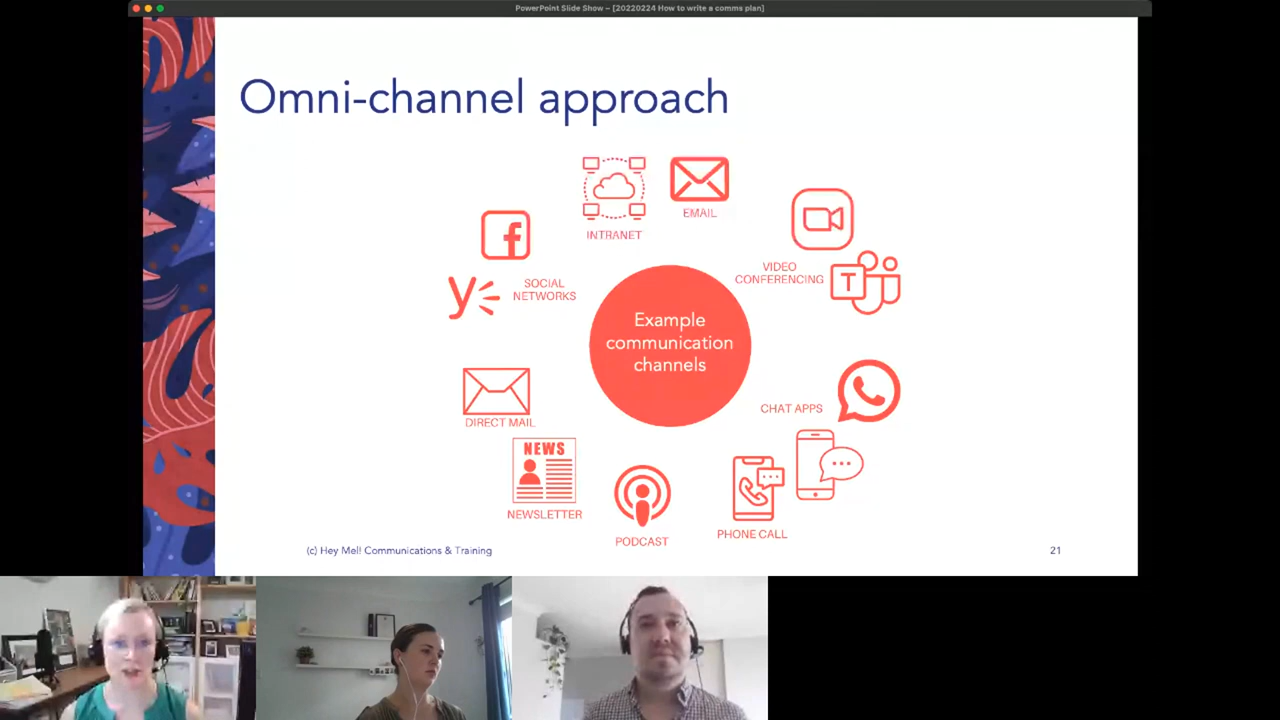 PowerPoint Slide Show – [20220224 How to write a comms plan]
Omni-channel approach
INTRANET
EMAIL
VIDEO
CONFERENCING
T
SOCIAL
NETWORKS
Example
communication
channels
CHAT APPS
DIRECT MAIL
NEWS
NEWSLETTER
PODCAST
PHONE CALL
(c) Hey Mel! Communications & Training
21